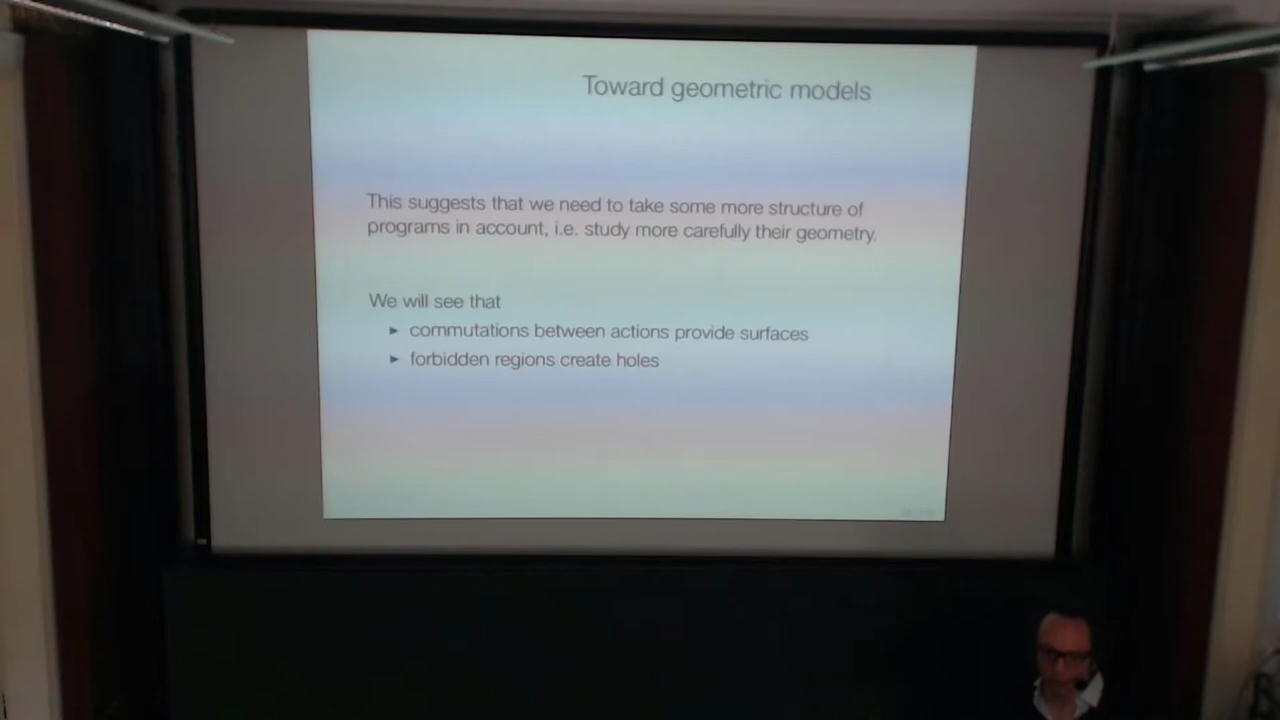 Toward geometric models
This suggests that we need to take some more structure of
programs in account, i.e. study more carefully their geometry.
We will see that
► commutations between actions provide surfaces
► forbidden regions create holes